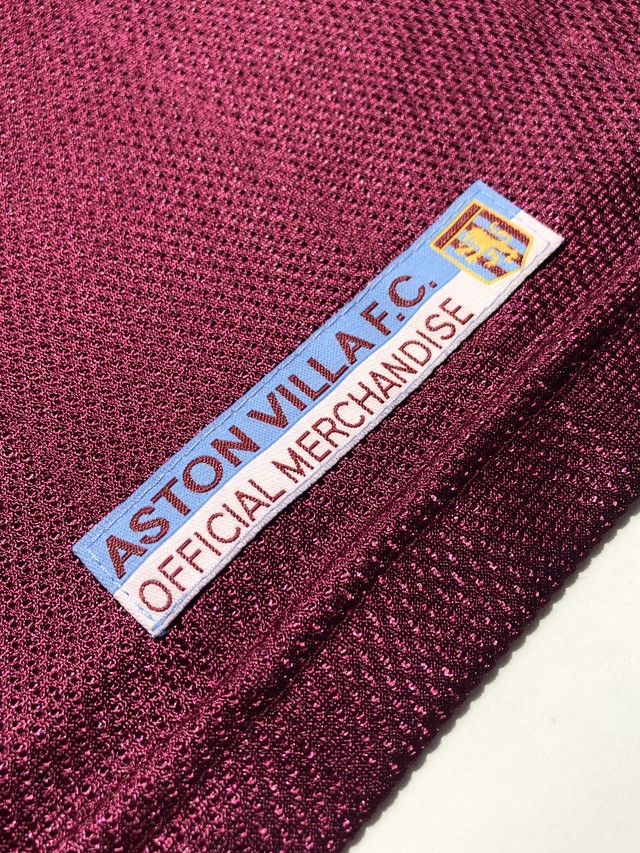 ASTON VILLA F.C.
OFFICIAL MERCHANDISE